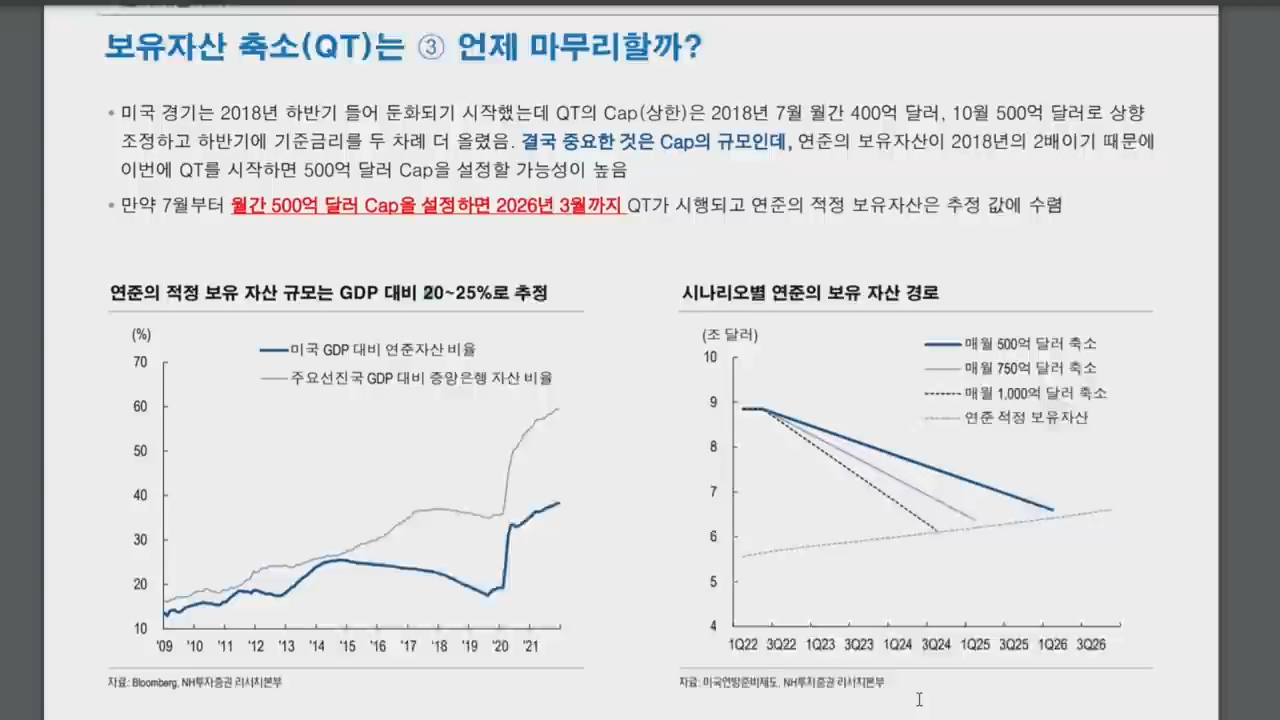 보유자산 축소(QT)는 ③ 언제 마무리할까?
• 미국 경기는 2018년 하반기 들어 둔화되기 시작했는데 QT의 Cap(상한)은 2018년 7월 월간 400억 달러, 10월 500억 달러로 상향
조정하고 하반기에 기준금리를 두 차례 더 올렸음. 결국 중요한 것은 Cap의 규모인데, 연준의 보유자산이 2018년의 2배이기 때문에
이번에 QT를 시작하면 500억 달러 Cap을 설정할 가능성이 높음
• 만약 7월부터 월간 500억 달러 Cap을 설정하면 2026년 3월까지 QT가 시행되고 연준의 적정 보유자산은 추정 값에 수렴
연준의 적정 보유 자산 규모는 GDP 대비 20~25%로 추정
(%)
미국 GDP 대비 연준자산 비율
주요선진국 GDP 대비 중앙은행 자산 비율
70
60
50
40
30
20
10
'09 '10 '11 '12 '13 '14 '15 '16 '17 '18 '19 '20 '21
자료: Bloomberg, NH투자증권 리서치본부
시나리오별 연준의 보유 자산 경로
(조 달러)
매월 500억 달러 축소
매월 750억 달러 축소
매월 1,000억 달러 축소
연준 적정 보유자산
10
9
8
7
6
5
4
1Q22 3Q22 1Q23 3Q23 1Q24 3Q24 1Q25 3Q25 1Q26 3Q26
자료: 미국연방준비제도, NH투자증권 리서치본부